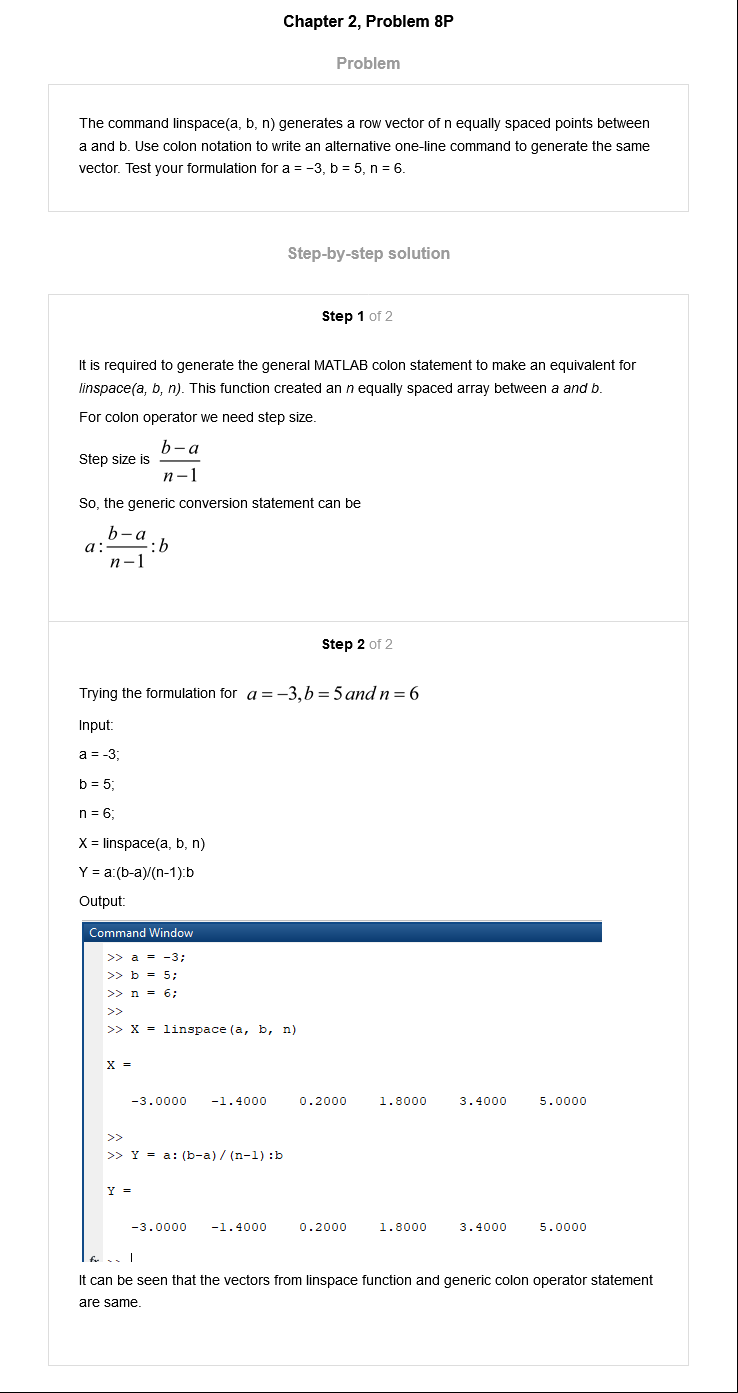 Chapter 2, Problem 8P
Problem
The command linspace(a, b, n) generates a row vector of n equally spaced points between
a and b. Use colon notation to write an alternative one-line command to generate the same
vector. Test your formulation for a = −3, b = 5, n = 6.
Step-by-step solution
Step 1 of 2
It is required to generate the general MATLAB colon statement to make an equivalent for
linspace(a, b, n). This function created an n equally spaced array between a and b.
For colon operator we need step size.
Step size is b−a
n−1
So, the generic conversion statement can be
a: b−a :b
n−1
Step 2 of 2
Trying the formulation for a = −3, b = 5 and n = 6
Input:
a = -3;
b = 5;
n = 6;
X = linspace(a, b, n)
Y = a:(b-a)/(n-1):b
Output:
Command Window
>> a = -3;
>> b = 5;
>> n = 6;
>>
>> X = linspace(a, b, n)
X =
-3.0000 -1.4000 0.2000 1.8000 3.4000 5.0000
>>
>> Y = a:(b-a)/(n-1):b
Y =
-3.0000 -1.4000 0.2000 1.8000 3.4000 5.0000
fx >>
It can be seen that the vectors from linspace function and generic colon operator statement
are same.